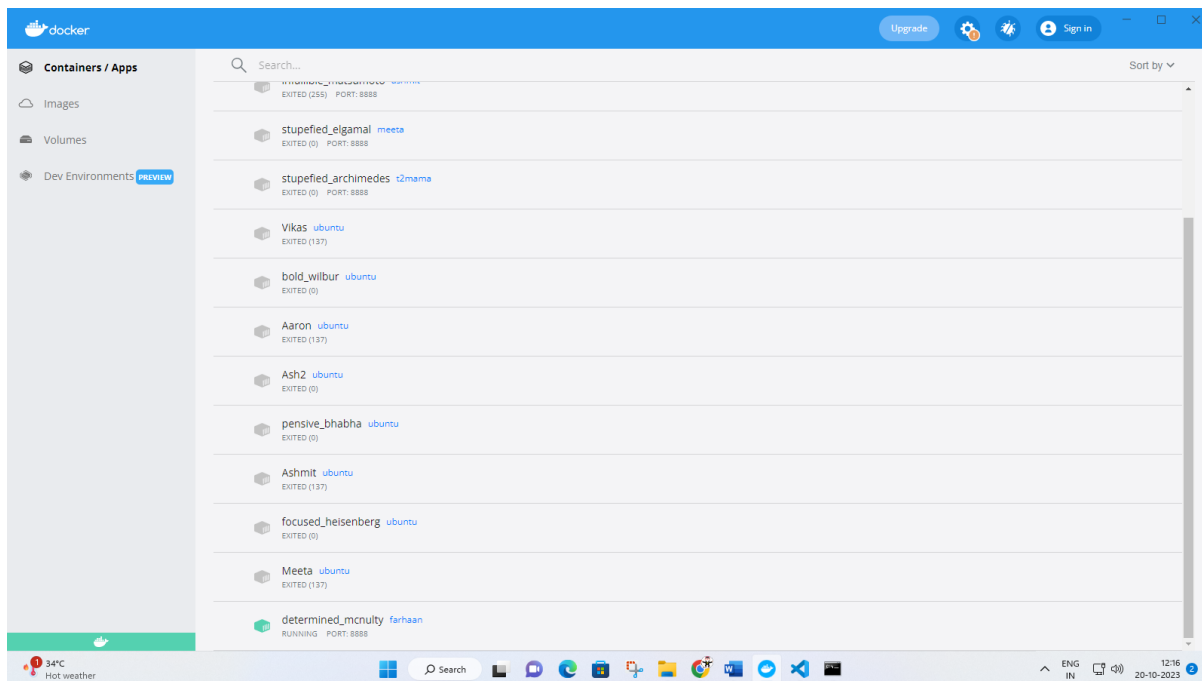 docker
Upgrade
Sign in
Containers / Apps
Images
Volumes
Dev Environments PREVIEW
Search...
Sort by
EXITED (255) PORT: 8888
stupefied_elgamal meeta
EXITED (0) PORT: 8888
stupefied_archimedes t2mama
EXITED (0) PORT: 8888
Vikas ubuntu
EXITED (137)
bold_wilbur ubuntu
EXITED (0)
Aaron ubuntu
EXITED (137)
Ash2 ubuntu
EXITED (0)
pensive_bhabha ubuntu
EXITED (0)
Ashmit ubuntu
EXITED (137)
focused_heisenberg ubuntu
EXITED (0)
Meeta ubuntu
EXITED (137)
determined_mcnulty farhaan
RUNNING PORT: 8888
1
34°C
Hot weather
Search
ENG
IN
12:16
20-10-2023
2